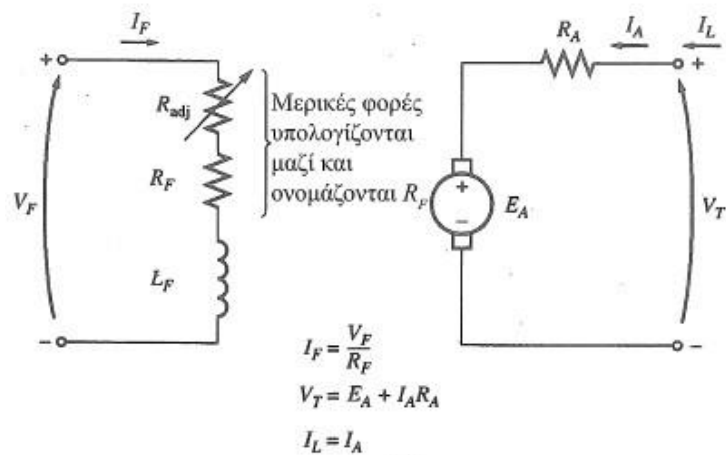 I_F
+
R_adj
R_F
V_F
L_F
−
Μερικές φορές
υπολογίζονται
μαζί και
ονομάζονται R_F
R_A
I_A
I_L
+
+
−
E_A
V_T
−
I_F = V_F / R_F
V_T = E_A + I_A R_A
I_L = I_A